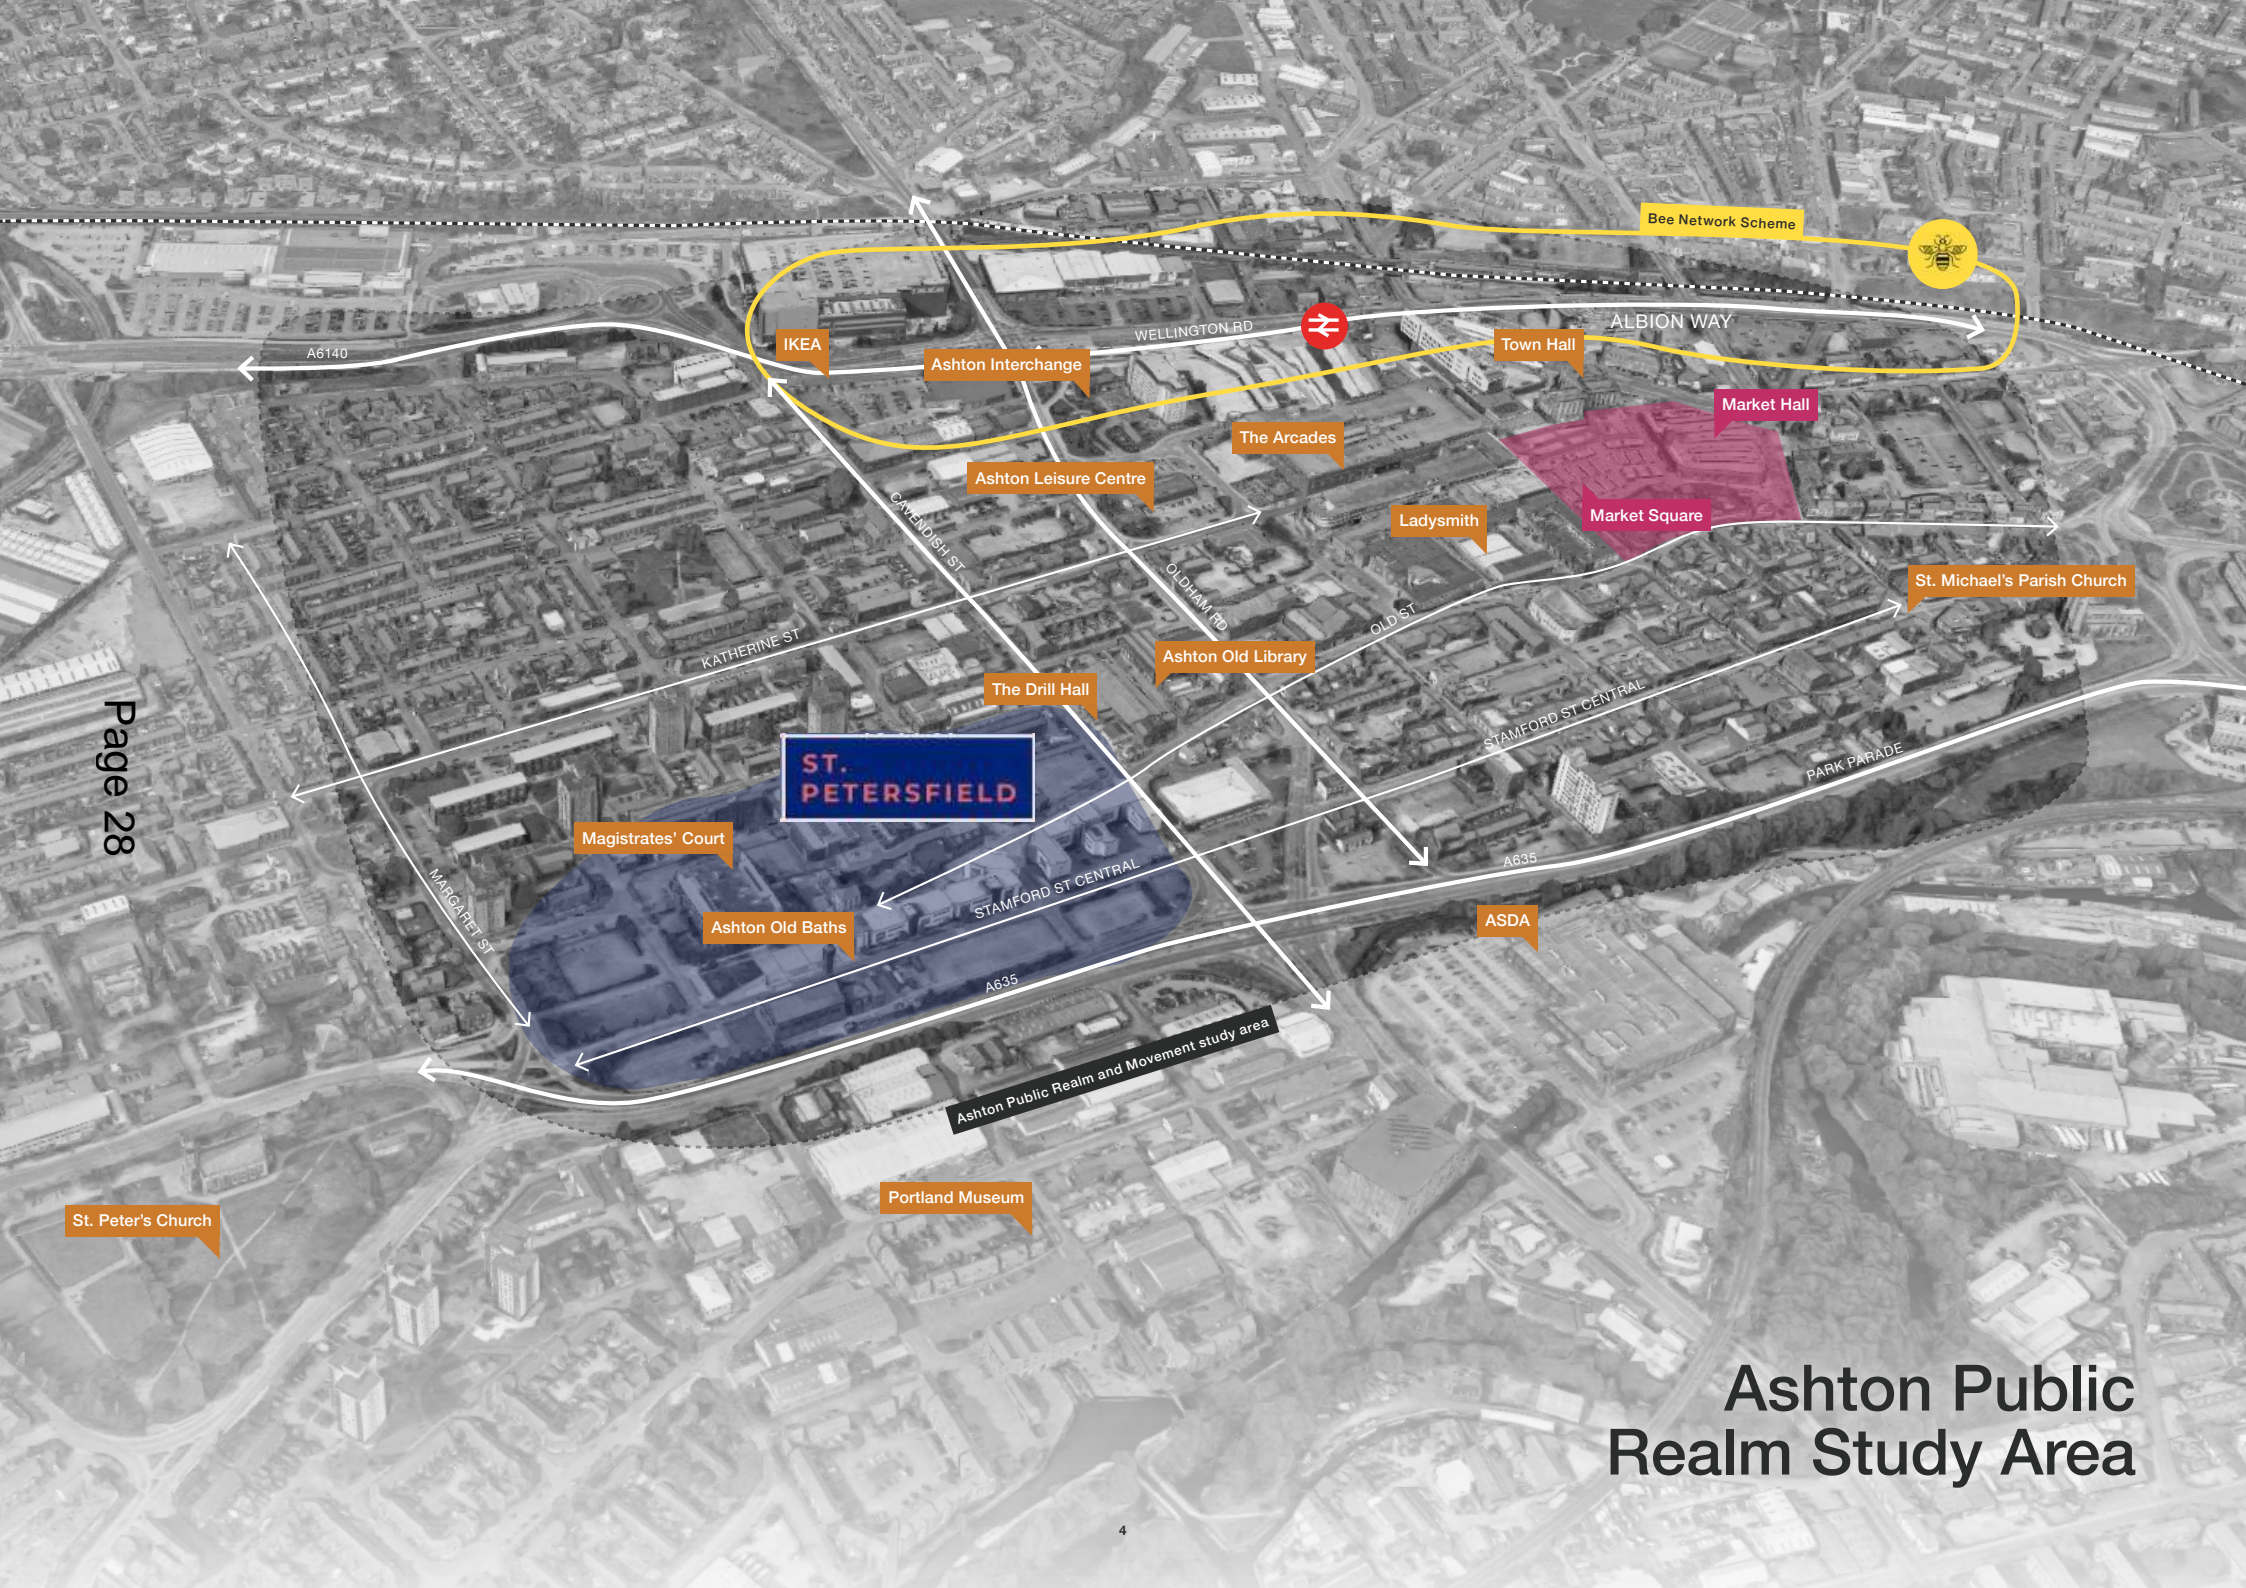 Bee Network Scheme
WELLINGTON RD
ALBION WAY
A6140
IKEA
Ashton Interchange
Town Hall
Market Hall
The Arcades
Ashton Leisure Centre
CAVENDISH ST
Ladysmith
Market Square
OLDHAM RD
St. Michael's Parish Church
OLD ST
KATHERINE ST
Ashton Old Library
The Drill Hall
STAMFORD ST CENTRAL
PARK PARADE
ST.
PETERSFIELD
Page 28
Magistrates' Court
A635
STAMFORD ST CENTRAL
MARGARET ST
Ashton Old Baths
ASDA
A635
Ashton Public Realm and Movement study area
Portland Museum
St. Peter's Church
Ashton Public
Realm Study Area
4